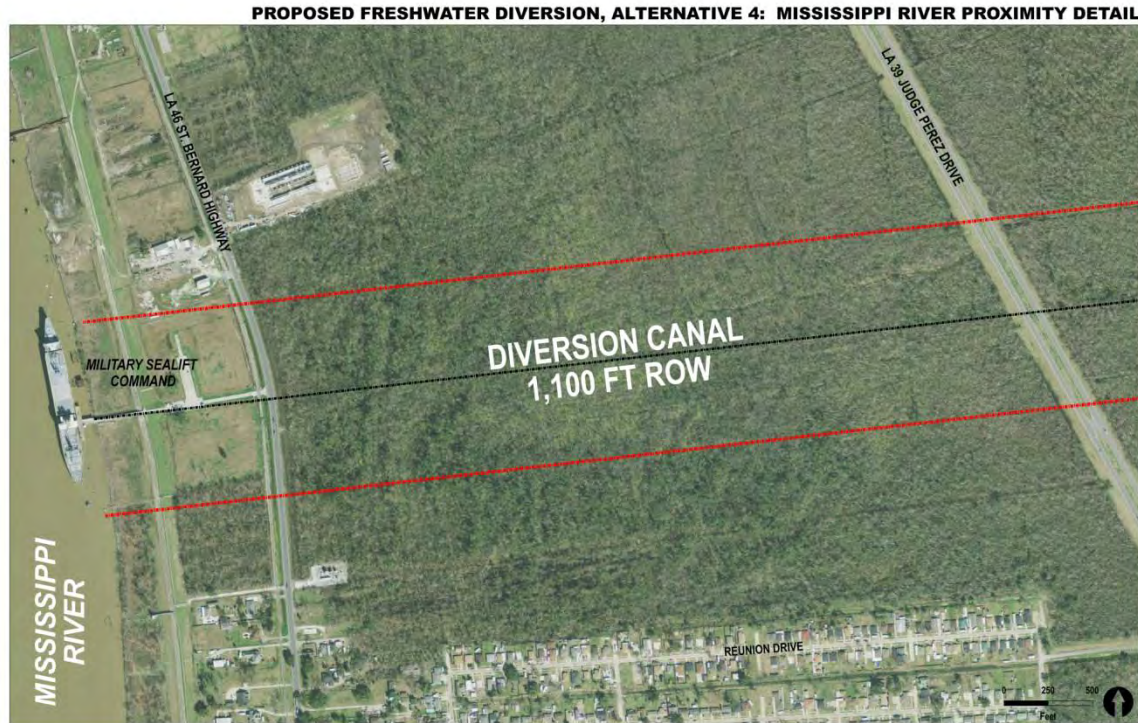 PROPOSED FRESHWATER DIVERSION, ALTERNATIVE 4: MISSISSIPPI RIVER PROXIMITY DETAIL
LA 46 ST. BERNARD HIGHWAY
LA 39 JUDGE PEREZ DRIVE
DIVERSION CANAL
1,100 FT ROW
MILITARY SEALIFT
COMMAND
MISSISSIPPI
RIVER
REUNION DRIVE
0 250 500
Feet